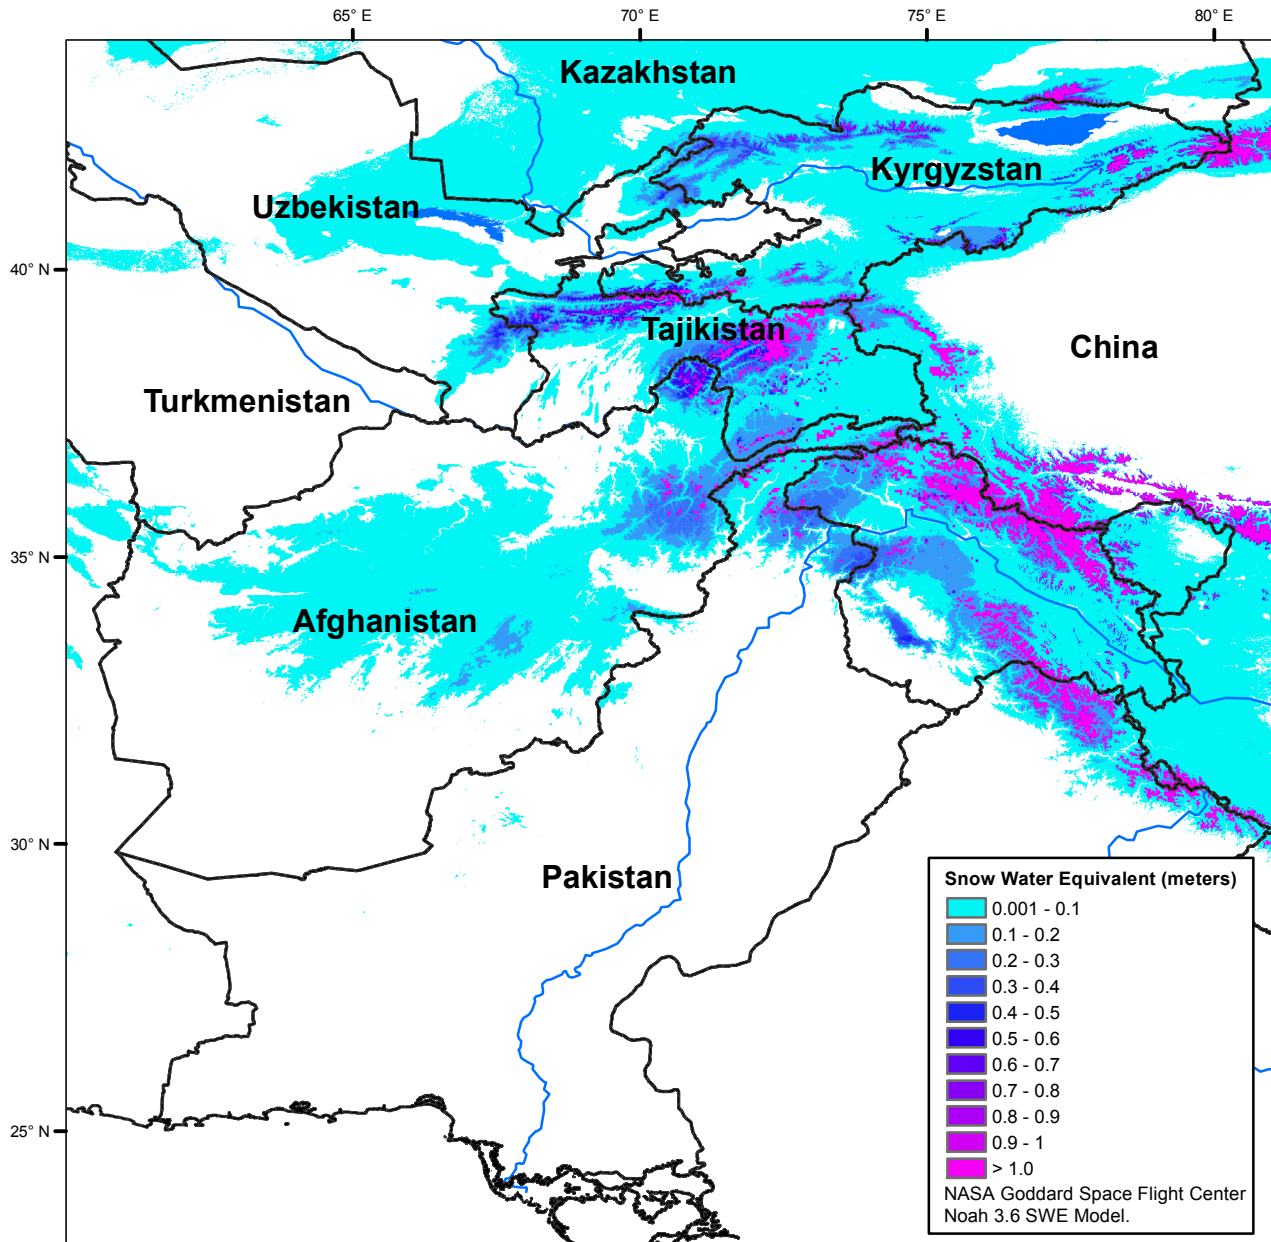 65° E 70° E 75° E 80° E
Kazakhstan
Kyrgyzstan
Uzbekistan
40° N
Tajikistan
China
Turkmenistan
35° N
Afghanistan
30° N
Pakistan
Snow Water Equivalent (meters)
0.001 - 0.1
0.1 - 0.2
0.2 - 0.3
0.3 - 0.4
0.4 - 0.5
0.5 - 0.6
0.6 - 0.7
0.7 - 0.8
0.8 - 0.9
0.9 - 1
> 1.0
25° N
NASA Goddard Space Flight Center
Noah 3.6 SWE Model.